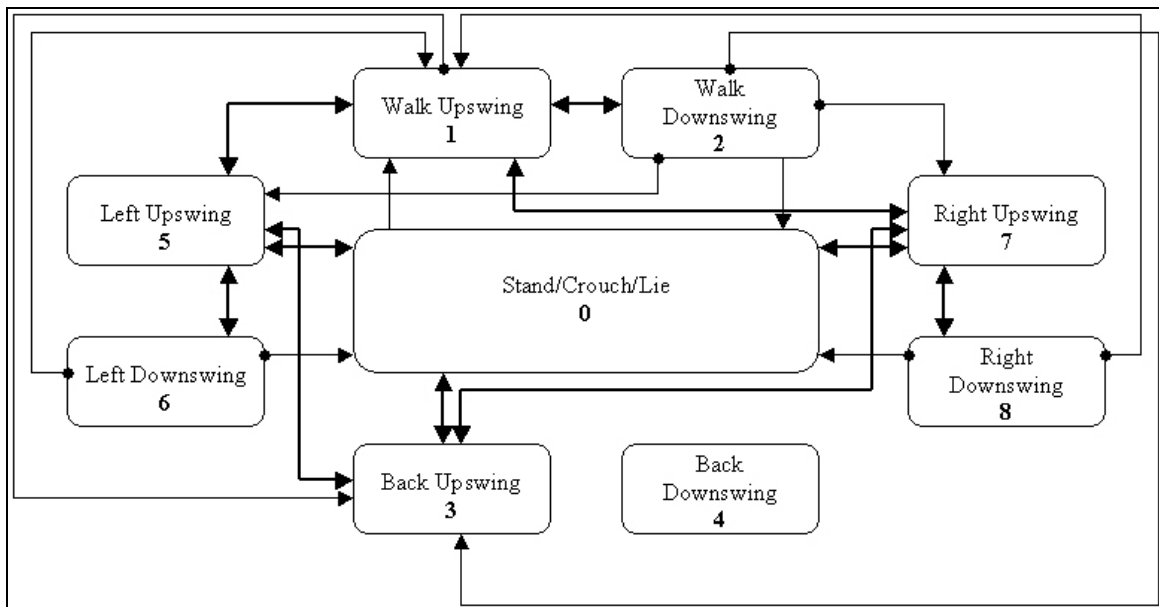 Walk Upswing
1
Walk
Downswing
2
Left Upswing
5
Right Upswing
7
Stand/Crouch/Lie
0
Left Downswing
6
Right
Downswing
8
Back Upswing
3
Back
Downswing
4